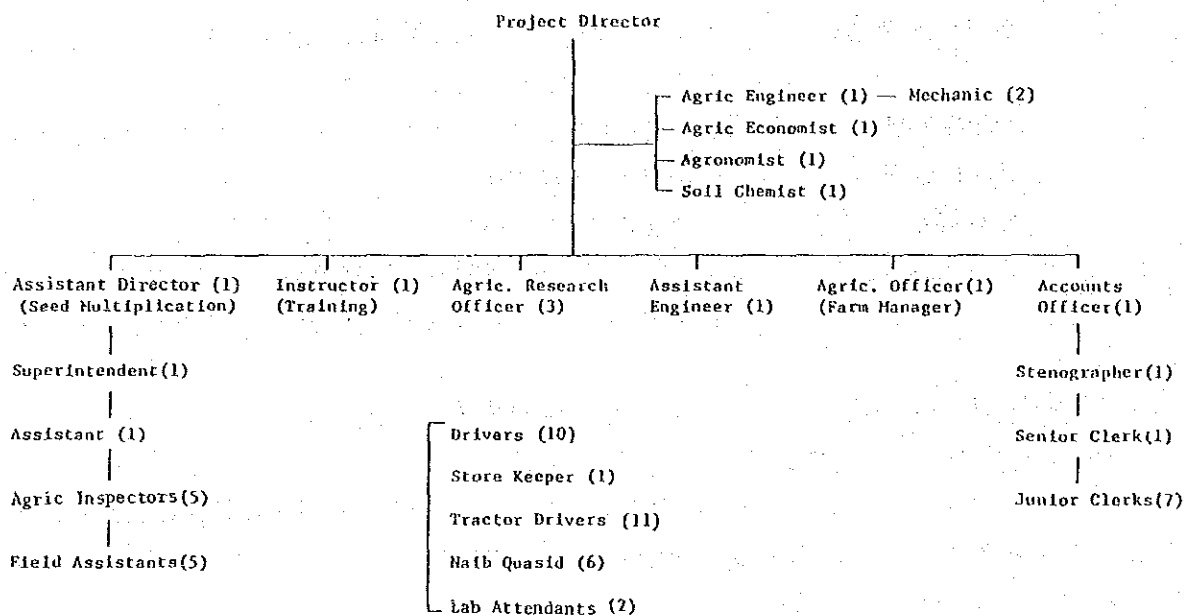 Project Director
Agric Engineer (1) — Mechanic (2)
Agric Economist (1)
Agronomist (1)
Soil Chemist (1)
Assistant Director (1)
(Seed Multiplication)
Instructor (1)
(Training)
Agric. Research
Officer (3)
Assistant
Engineer (1)
Agric. Officer(1)
(Farm Manager)
Accounts
Officer(1)
Superintendent(1)
Assistant (1)
Agric Inspectors(5)
Field Assistants(5)
Drivers (10)
Store Keeper (1)
Tractor Drivers (11)
Naib Quasid (6)
Lab Attendants (2)
Stenographer(1)
Senior Clerk(1)
Junior Clerks(7)